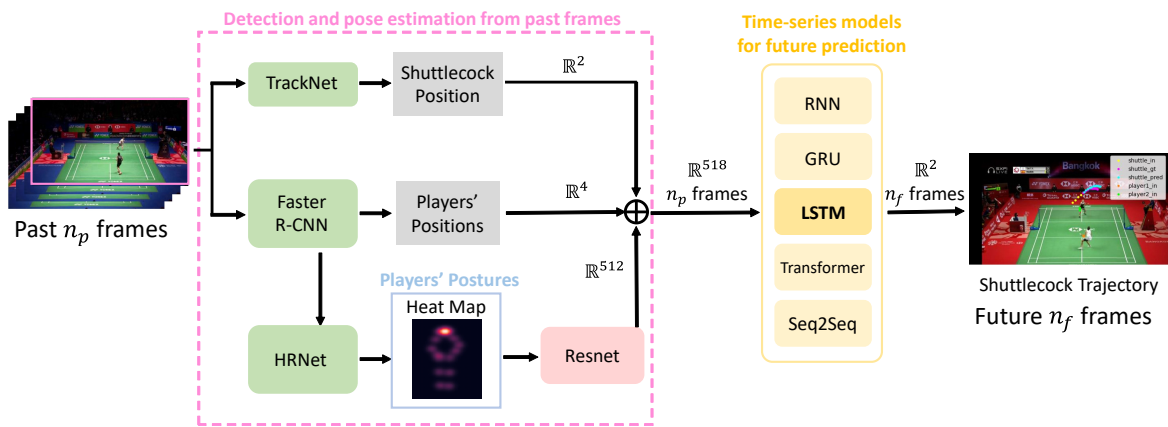 Detection and pose estimation from past frames
Time-series models
for future prediction
TrackNet
Shuttlecock
Position
ℝ²
RNN
GRU
LSTM
Transformer
Seq2Seq
Faster
R-CNN
Players'
Positions
ℝ⁴
ℝ⁵¹⁸
n_p frames
ℝ²
n_f frames
Bangkok
shuttle_in
shuttle_gt
shuttle_pred
player1_in
player2_in
Past n_p frames
ℝ⁵¹²
Players' Postures
Heat Map
HRNet
Resnet
Shuttlecock Trajectory
Future n_f frames